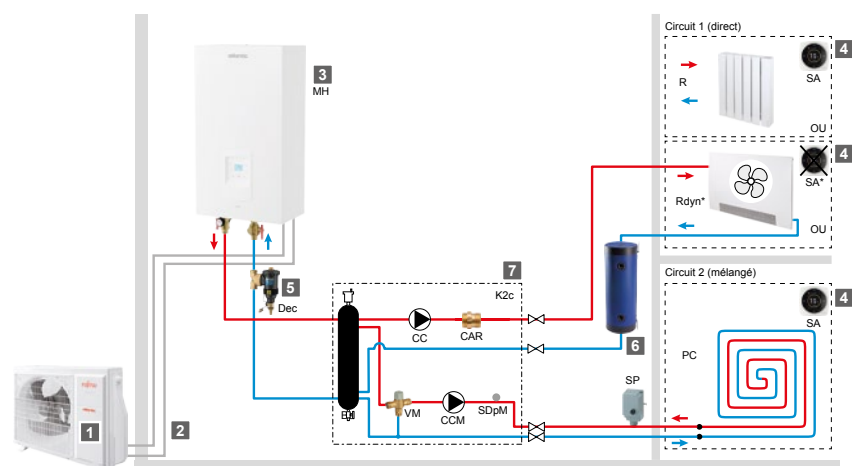 Circuit 1 (direct)
4
SA
R
OU
3
MH
4
SA*
Rdyn*
OU
5
Dec
7
K2c
CC
CAR
6
Circuit 2 (mélangé)
4
SA
PC
SP
VM
CCM
SDpM
FUJITSU
1
2